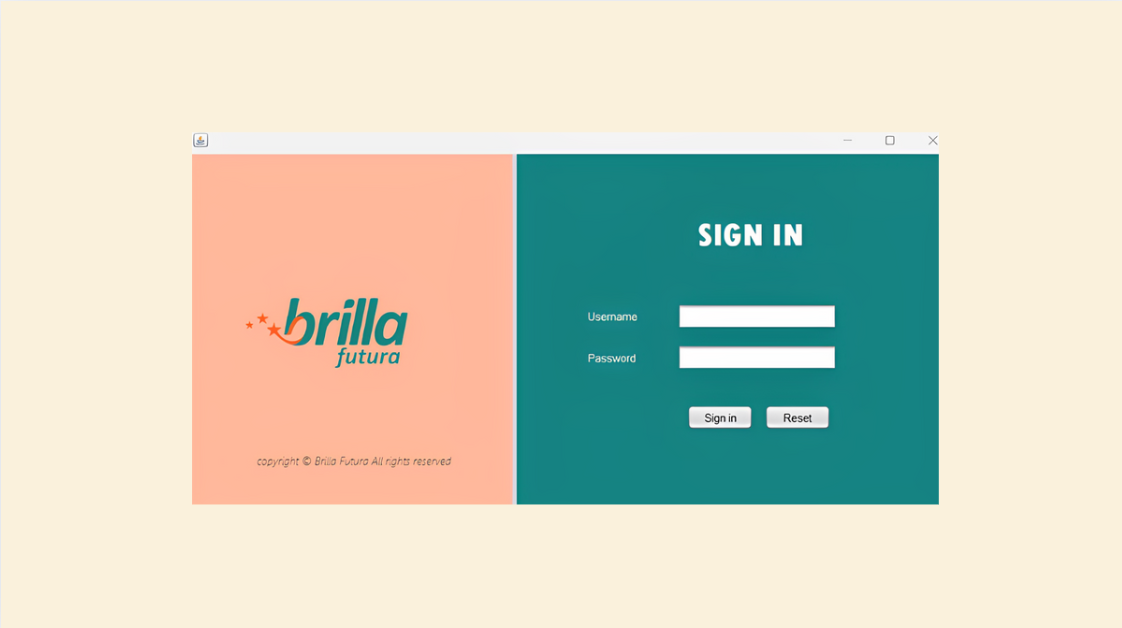 brilla
futura
copyright © Brilla Futura All rights reserved
SIGN IN
Username
Password
Sign in
Reset